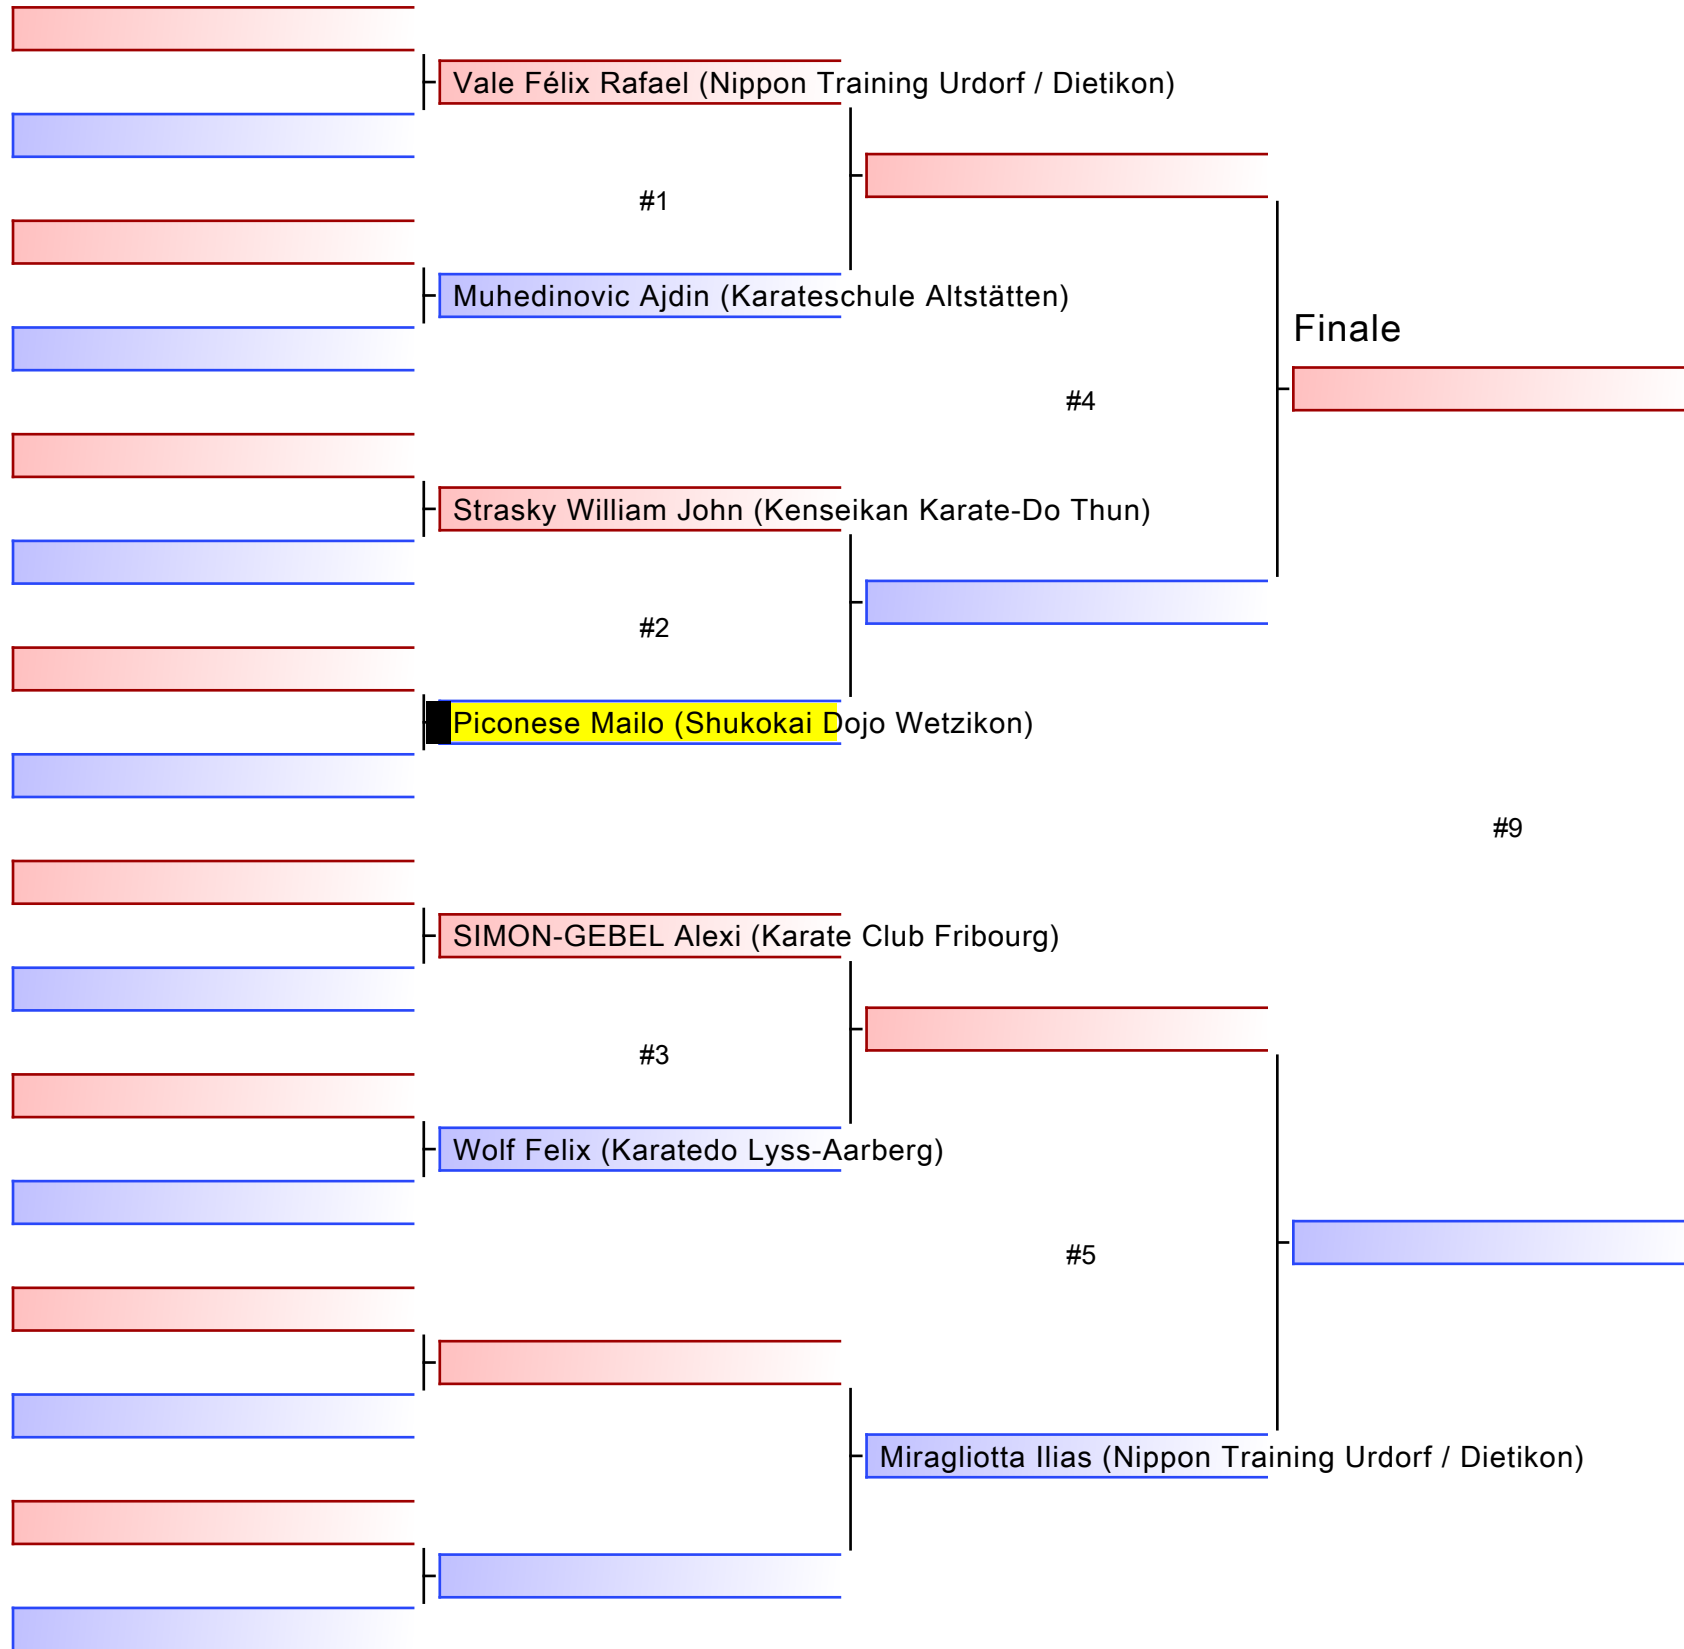 Vale Félix Rafael (Nippon Training Urdorf / Dietikon)
#1
Muhedinovic Ajdin (Karateschule Altstätten)
Finale
#4
Strasky William John (Kenseikan Karate-Do Thun)
#2
Piconese Mailo (Shukokai Dojo Wetzikon)
#9
SIMON-GEBEL Alexi (Karate Club Fribourg)
#3
Wolf Felix (Karatedo Lyss-Aarberg)
#5
Miragliotta Ilias (Nippon Training Urdorf / Dietikon)